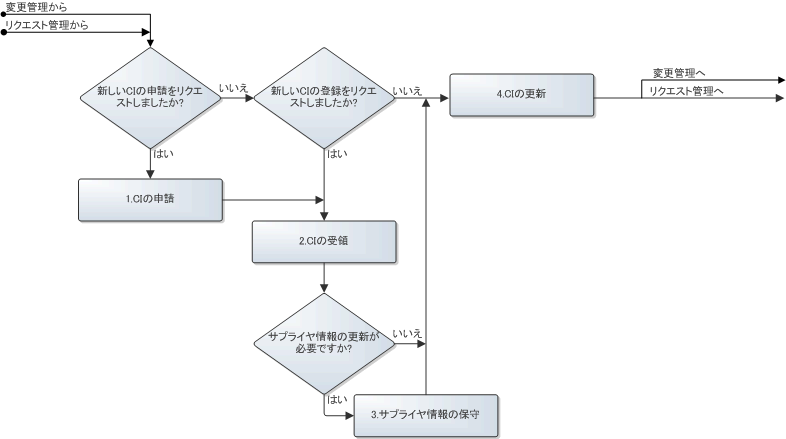 変更管理から
リクエスト管理から
新しいCIの申請をリクエ
ストしましたか?
いいえ
新しいCIの登録をリクエ
ストしましたか?
いいえ
4.CIの更新
変更管理へ
リクエスト管理へ
はい
はい
1.CIの申請
2.CIの受領
サプライヤ情報の更新が
必要ですか?
いいえ
はい
3.サプライヤ情報の保守